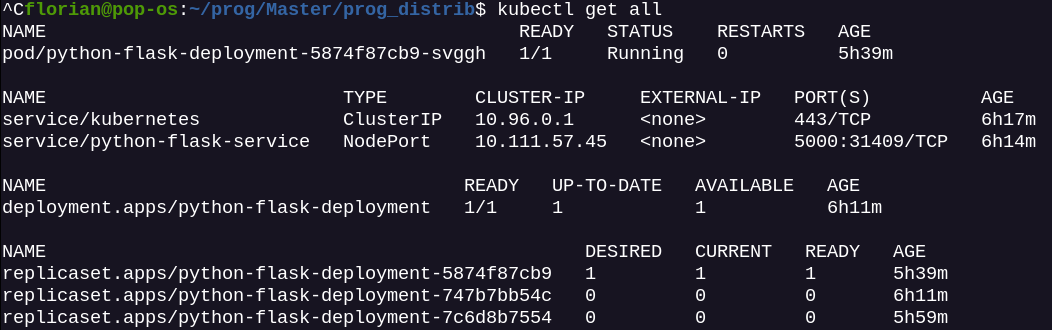 ^Cflorian@pop-os:~/prog/Master/prog_distrib$ kubectl get all
NAME READY STATUS RESTARTS AGE
pod/python-flask-deployment-5874f87cb9-svggh 1/1 Running 0 5h39m
NAME TYPE CLUSTER-IP EXTERNAL-IP PORT(S) AGE
service/kubernetes ClusterIP 10.96.0.1 <none> 443/TCP 6h17m
service/python-flask-service NodePort 10.111.57.45 <none> 5000:31409/TCP 6h14m
NAME READY UP-TO-DATE AVAILABLE AGE
deployment.apps/python-flask-deployment 1/1 1 1 6h11m
NAME DESIRED CURRENT READY AGE
replicaset.apps/python-flask-deployment-5874f87cb9 1 1 1 5h39m
replicaset.apps/python-flask-deployment-747b7bb54c 0 0 0 6h11m
replicaset.apps/python-flask-deployment-7c6d8b7554 0 0 0 5h59m